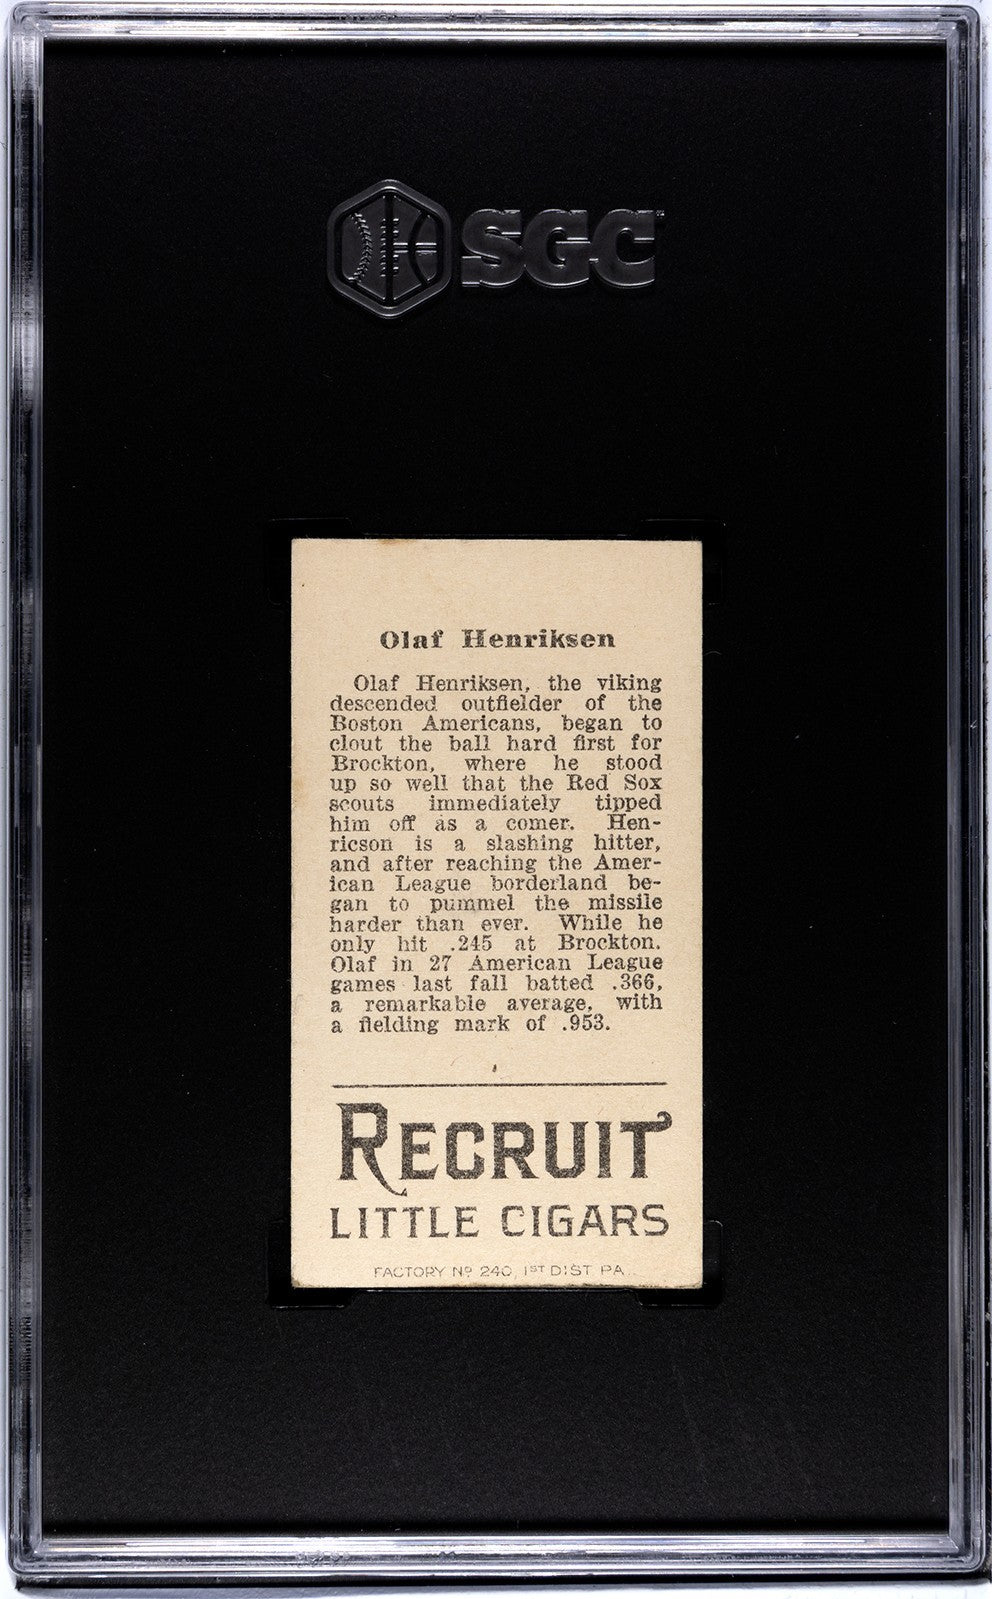 SGC
Olaf Henriksen
Olaf Henriksen, the viking
descended outfielder of the
Boston Americans, began to
clout the ball hard first for
Brockton, where he stood
up so well that the Red Sox
scouts immediately tipped
him off as a comer. Hen-
ricson is a slashing hitter,
and after reaching the Amer-
ican League borderland be-
gan to pummel the missile
harder than ever. While he
only hit .245 at Brockton.
Olaf in 27 American League
games last fall batted .366,
a remarkable average, with
a fielding mark of .953.
RECRUIT
LITTLE CIGARS
FACTORY Nº 240, 1ST DIST PA.